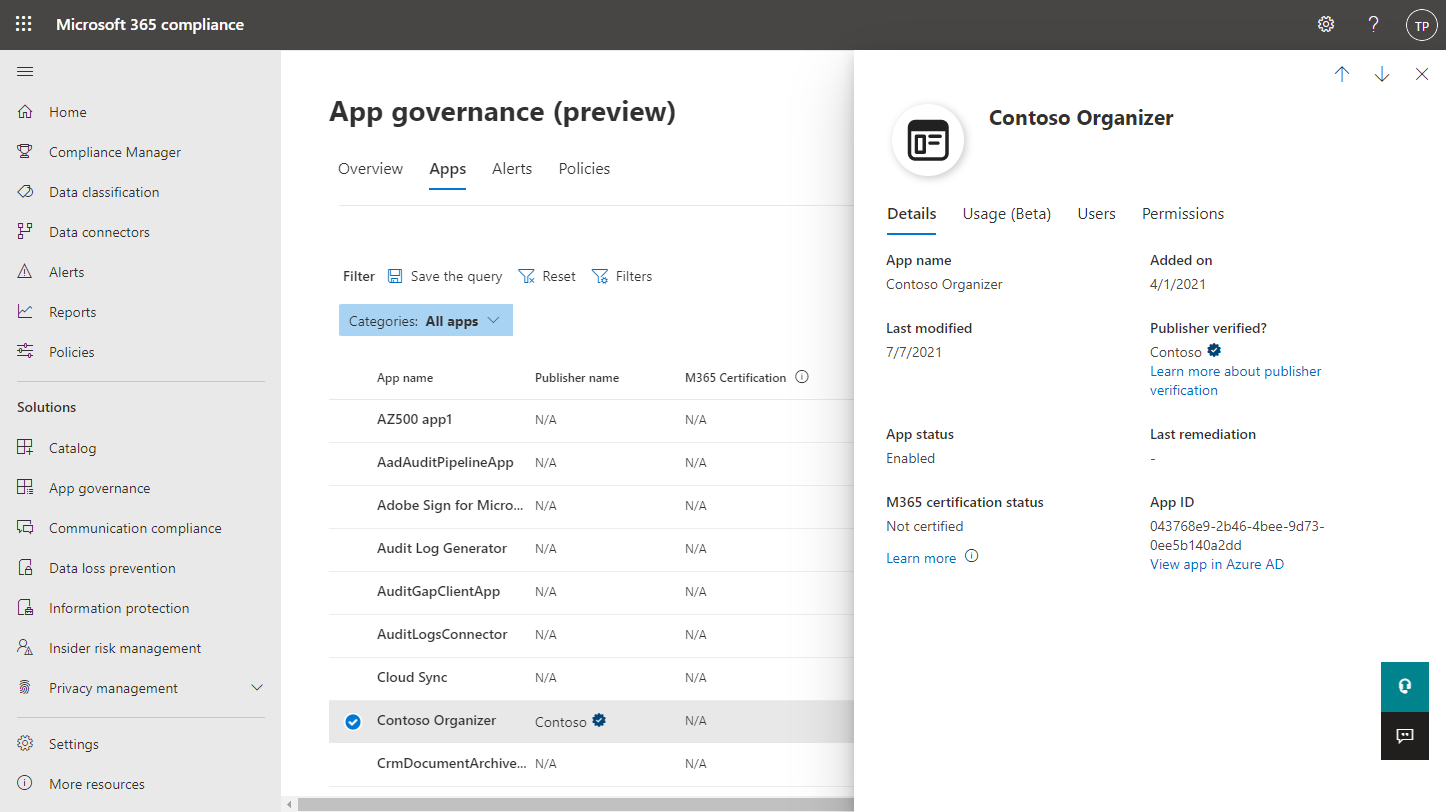 Microsoft 365 compliance
TP
Home
Compliance Manager
Data classification
Data connectors
Alerts
Reports
Policies
Solutions
Catalog
App governance
Communication compliance
Data loss prevention
Information protection
Insider risk management
Privacy management
Settings
More resources
App governance (preview)
Overview Apps Alerts Policies
Filter Save the query Reset Filters
Categories: All apps
App name Publisher name M365 Certification
AZ500 app1 N/A N/A
AadAuditPipelineApp N/A N/A
Adobe Sign for Micro... N/A N/A
Audit Log Generator N/A N/A
AuditGapClientApp N/A N/A
AuditLogsConnector N/A N/A
Cloud Sync N/A N/A
Contoso Organizer Contoso N/A
CrmDocumentArchive... N/A N/A
Contoso Organizer
Details Usage (Beta) Users Permissions
App name
Contoso Organizer
Added on
4/1/2021
Last modified
7/7/2021
Publisher verified?
Contoso
Learn more about publisher
verification
App status
Enabled
Last remediation
-
M365 certification status
Not certified
Learn more
App ID
043768e9-2b46-4bee-9d73-
0ee5b140a2dd
View app in Azure AD